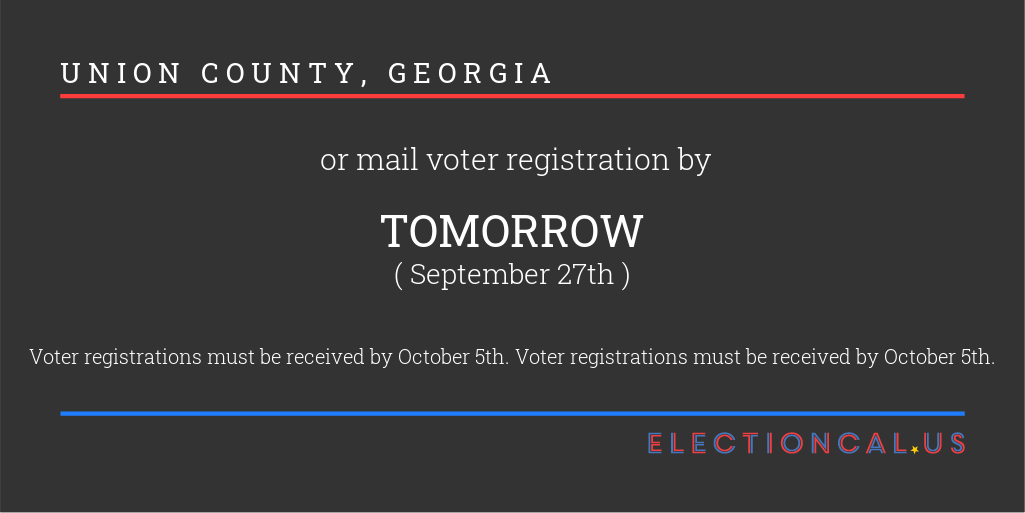 UNION COUNTY, GEORGIA
or mail voter registration by
TOMORROW
( September 27th )
Voter registrations must be received by October 5th. Voter registrations must be received by October 5th.
ELECTIONCAL.US